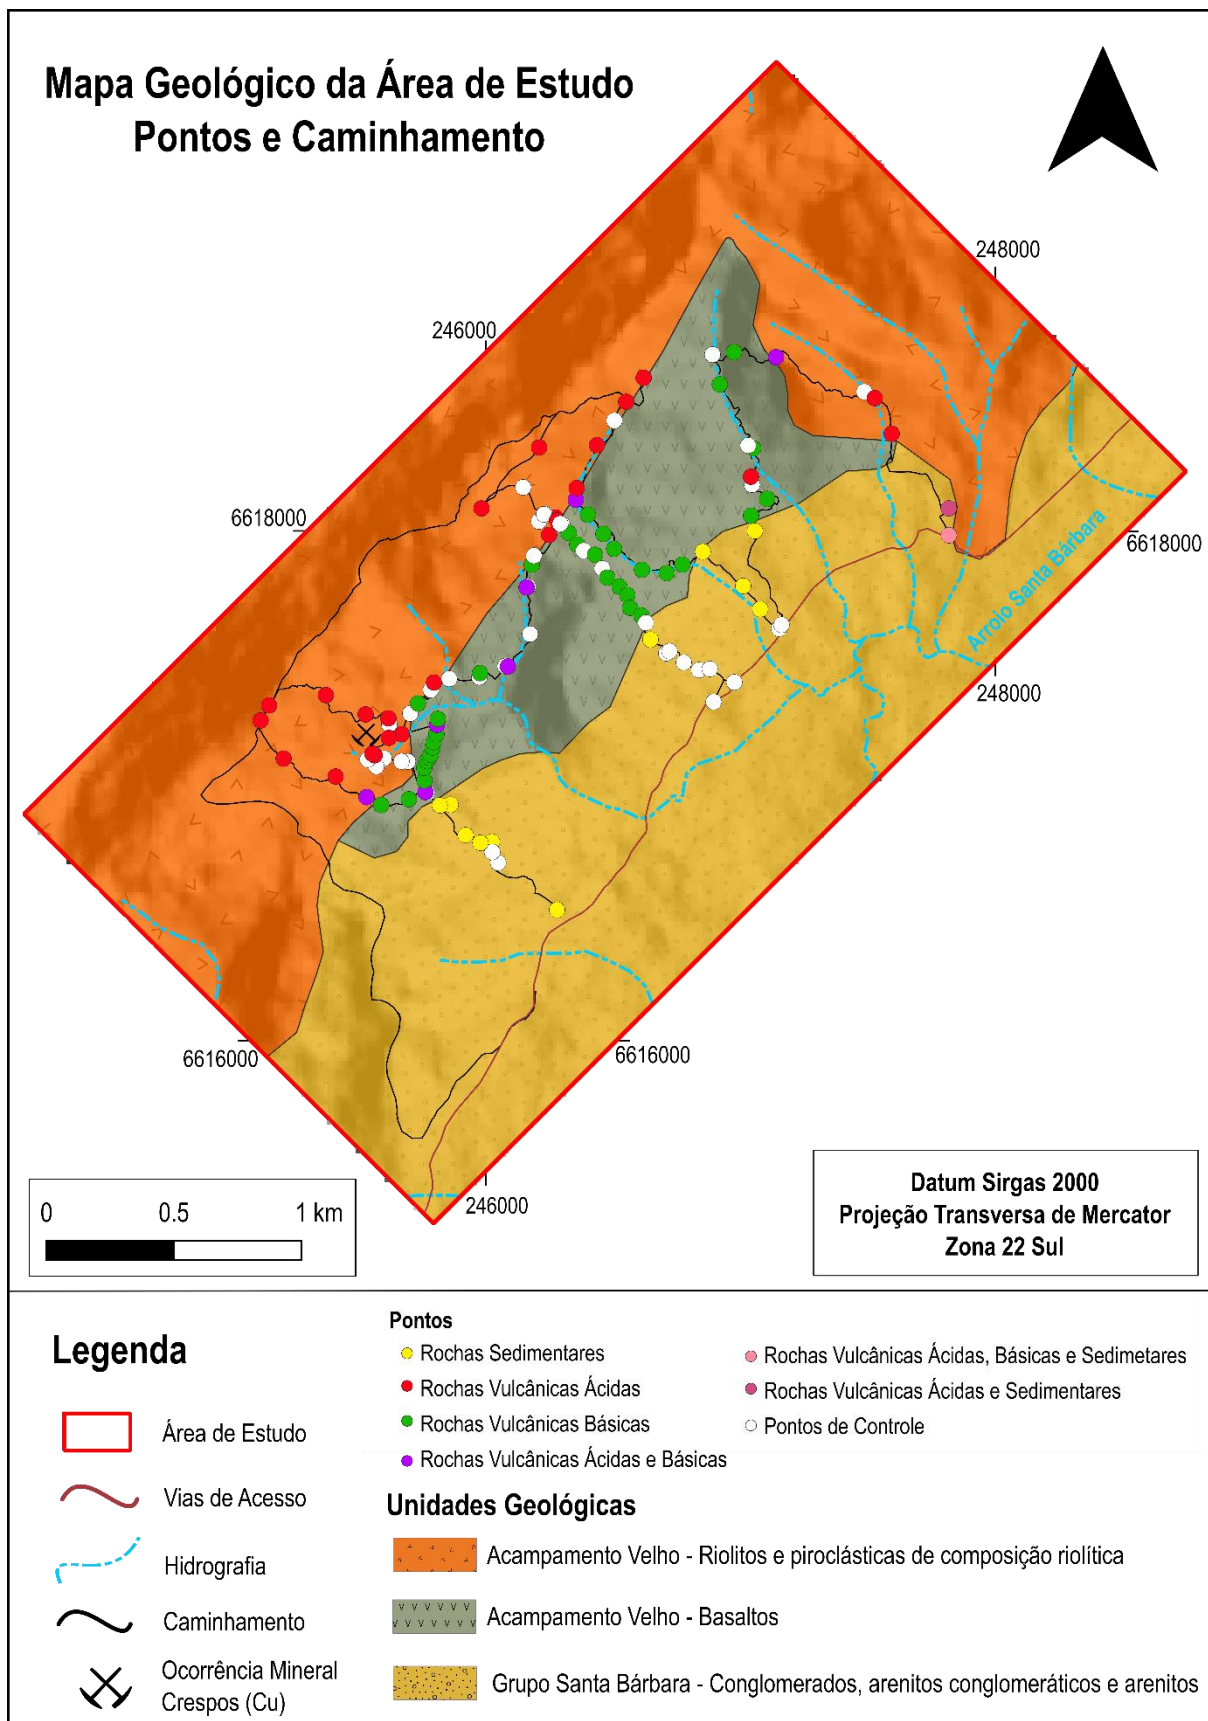 Mapa Geológico da Área de Estudo
Pontos e Caminhamento
248000
246000
6618000
6618000
Arroio Santa Bárbara
248000
6616000
6616000
246000
0 0.5 1 km
Datum Sirgas 2000
Projeção Transversa de Mercator
Zona 22 Sul
Legenda
Área de Estudo
Vias de Acesso
Hidrografia
Caminhamento
Ocorrência Mineral
Crespos (Cu)
Pontos
Rochas Sedimentares
Rochas Vulcânicas Ácidas
Rochas Vulcânicas Básicas
Rochas Vulcânicas Ácidas e Básicas
Rochas Vulcânicas Ácidas, Básicas e Sedimetares
Rochas Vulcânicas Ácidas e Sedimentares
Pontos de Controle
Unidades Geológicas
Acampamento Velho - Riolitos e piroclásticas de composição riolítica
Acampamento Velho - Basaltos
Grupo Santa Bárbara - Conglomerados, arenitos conglomeráticos e arenitos